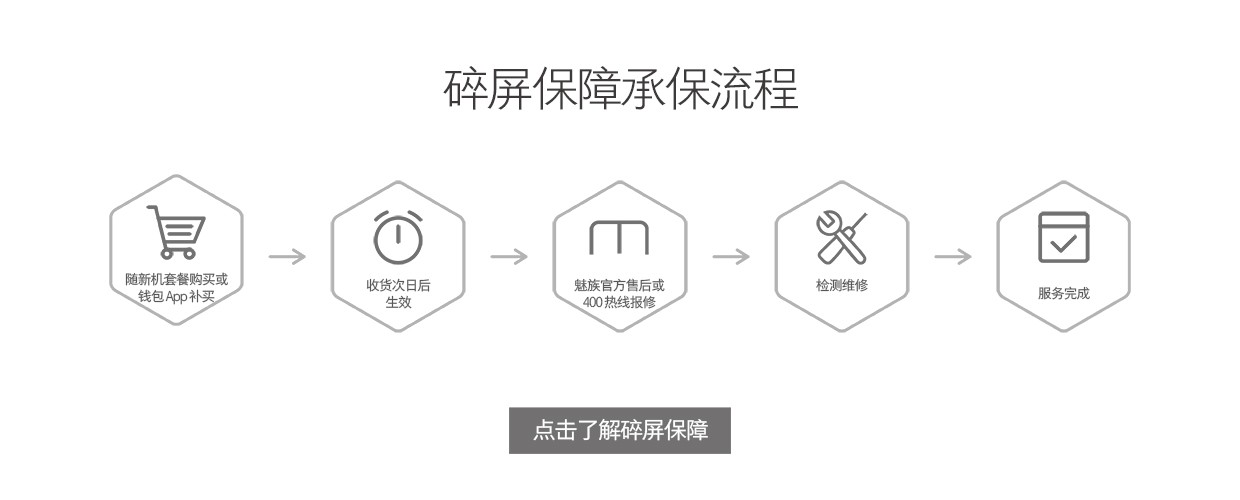 碎屏保障承保流程
随新机套餐购买或
钱包 App 补买
收货次日后
生效
魅族官方售后或
400 热线报修
检测维修
服务完成
点击了解碎屏保障